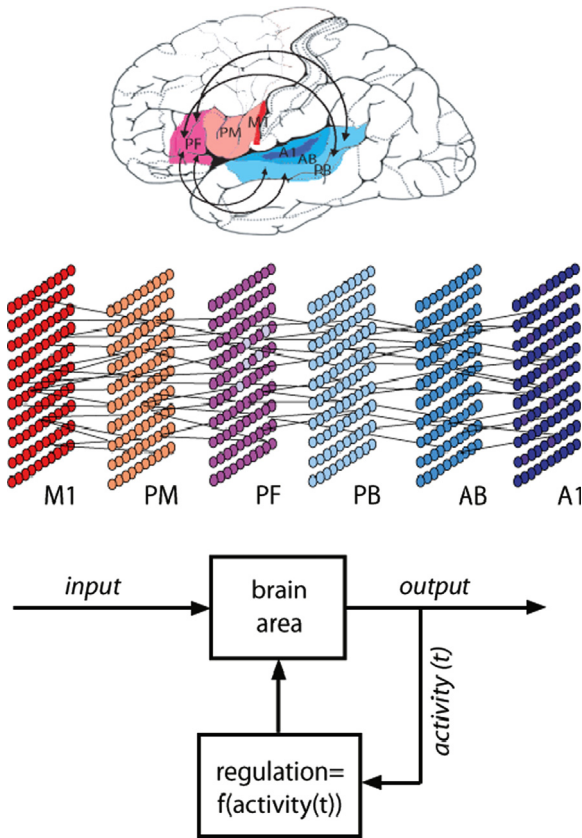 M1
PM
PF
A1
AB
PB
M1 PM PF PB AB A1
input
brain
area
output
activity (t)
regulation=
f(activity(t))